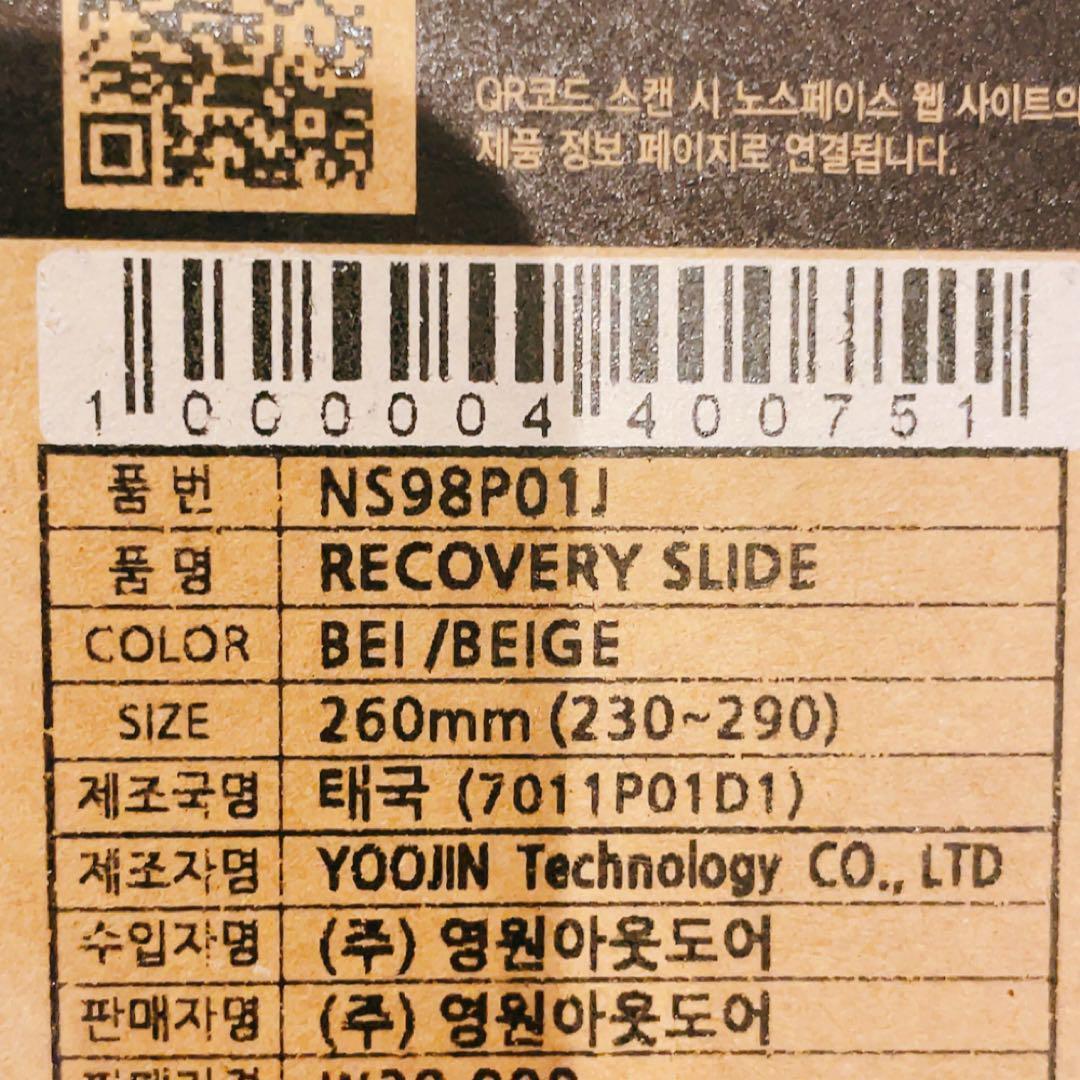 QR코드 스캔 시 노스페이스 웹 사이트의
제품 정보 페이지로 연결됩니다.
1 000004 400751
품 번 NS98P01J
품 명 RECOVERY SLIDE
COLOR BEI /BEIGE
SIZE 260mm (230~290)
제조국명 태국 (7011P01D1)
제조자명 YOOJIN Technology CO., LTD
수입자명 (주) 영원아웃도어
판매자명 (주) 영원아웃도어